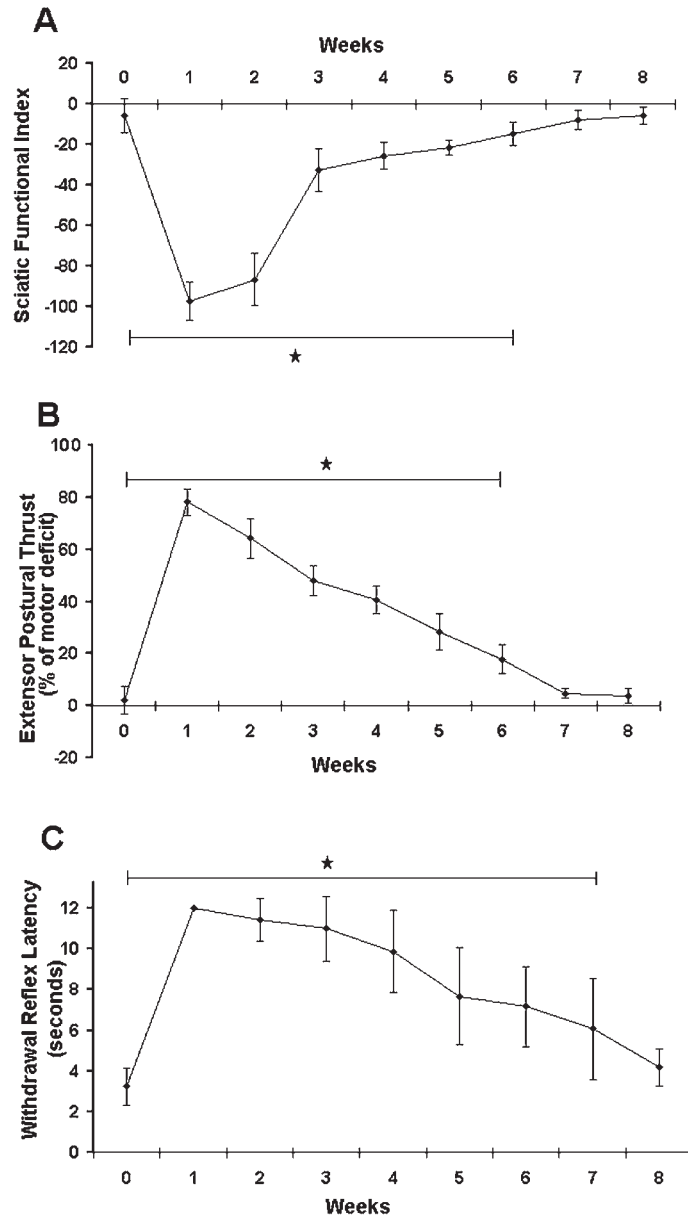 A
Weeks
0 1 2 3 4 5 6 7 8
20
0
-20
-40
-60
-80
-100
-120
Sciatic Functional Index
★
B
100
80
60
40
20
0
-20
Extensor Postural Thrust
(% of motor deficit)
★
0 1 2 3 4 5 6 7 8
Weeks
C
★
12
10
8
6
4
2
0
Withdrawal Reflex Latency
(seconds)
0 1 2 3 4 5 6 7 8
Weeks